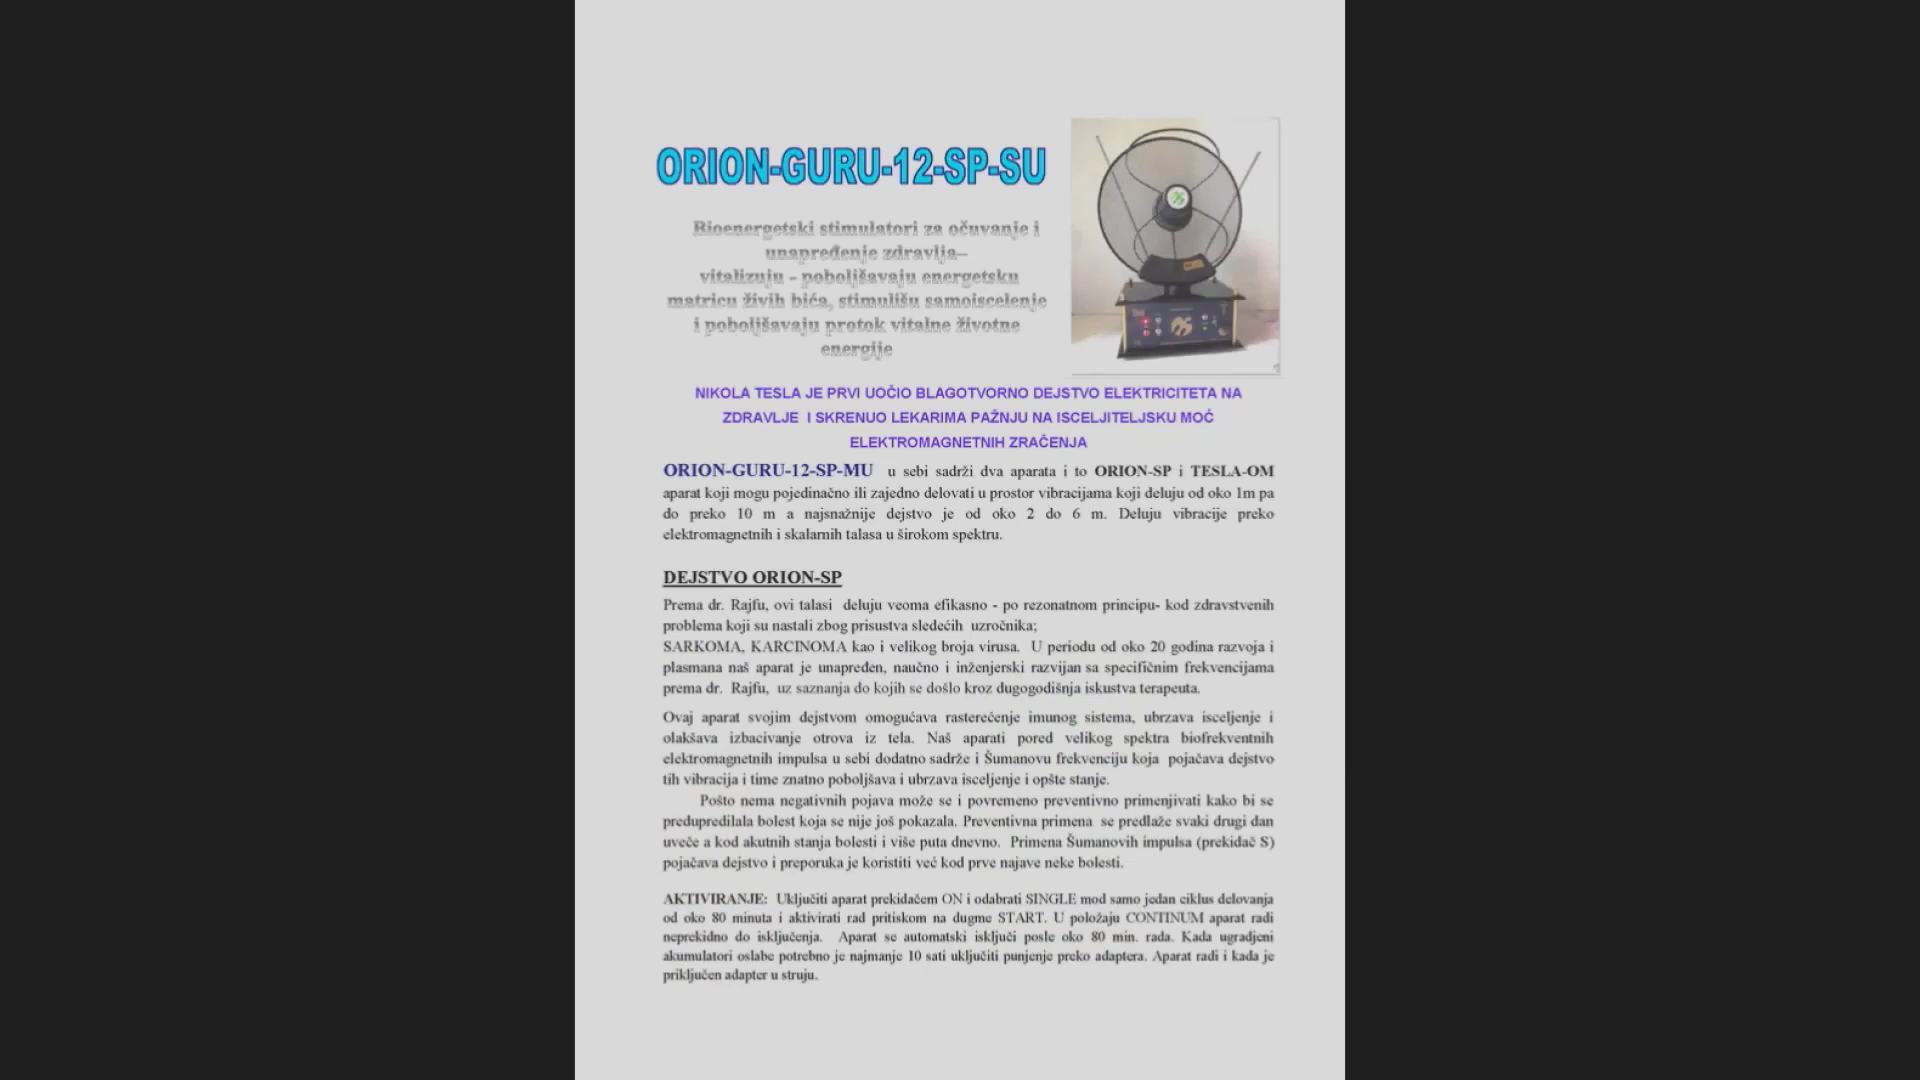 ORION-GURU-12-SP-SU
Bioenergetski stimulatori za očuvanje i
unapređenje zdravlja–
vitalizuju - poboljšavaju energetsku
matricu živih bića, stimulišu samoiscelenje
i poboljšavaju protok vitalne životne
energije
NIKOLA TESLA JE PRVI UOČIO BLAGOTVORNO DEJSTVO ELEKTRICITETA NA
ZDRAVLJE I SKRENUO LEKARIMA PAŽNJU NA ISCELJITELJSKU MOĆ
ELEKTROMAGNETNIH ZRAČENJA
ORION-GURU-12-SP-MU u sebi sadrži dva aparata i to ORION-SP i TESLA-OM
aparat koji mogu pojedinačno ili zajedno delovati u prostor vibracijama koji deluju od oko 1m pa
do preko 10 m a najsnažnije dejstvo je od oko 2 do 6 m. Deluju vibracije preko
elektromagnetnih i skalarnih talasa u širokom spektru.
DEJSTVO ORION-SP
Prema dr. Rajfu, ovi talasi deluju veoma efikasno - po rezonatnom principu- kod zdravstvenih
problema koji su nastali zbog prisustva sledećih uzročnika;
SARKOMA, KARCINOMA kao i velikog broja virusa. U periodu od oko 20 godina razvoja i
plasmana naš aparat je unapređen, naučno i inženjerski razvijan sa specifičnim frekvencijama
prema dr. Rajfu, uz saznanja do kojih se došlo kroz dugogodišnja iskustva terapeuta.
Ovaj aparat svojim dejstvom omogućava rasterećenje imunog sistema, ubrzava isceljenje i
olakšava izbacivanje otrova iz tela. Naš aparati pored velikog spektra biofrekventnih
elektromagnetnih impulsa u sebi dodatno sadrže i Šumanovu frekvenciju koja pojačava dejstvo
tih vibracija i time znatno poboljšava i ubrzava isceljenje i opšte stanje.
Pošto nema negativnih pojava može se i povremeno preventivno primenjivati kako bi se
predupredilala bolest koja se nije još pokazala. Preventivna primena se predlaže svaki drugi dan
uveče a kod akutnih stanja bolesti i više puta dnevno. Primena Šumanovih impulsa (prekidač S)
pojačava dejstvo i preporuka je koristiti već kod prve najave neke bolesti.
AKTIVIRANJE: Uključiti aparat prekidačem ON i odabrati SINGLE mod samo jedan ciklus delovanja
od oko 80 minuta i aktivirati rad pritiskom na dugme START. U položaju CONTINUM aparat radi
neprekidno do isključenja. Aparat se automatski isključi posle oko 80 min. rada. Kada ugradjeni
akumulatori oslabe potrebno je najmanje 10 sati uključiti punjenje preko adaptera. Aparat radi i kada je
priključen adapter u struju.